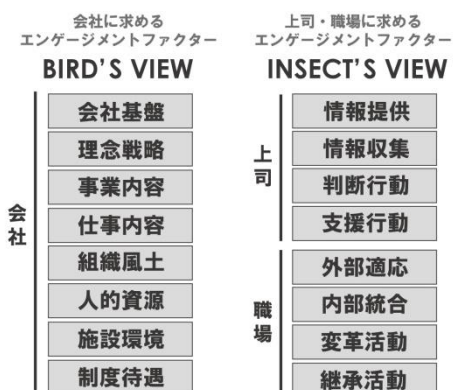 会社に求める
エンゲージメントファクター
BIRD'S VIEW
会社
会社基盤
理念戦略
事業内容
仕事内容
組織風土
人的資源
施設環境
制度待遇
上司・職場に求める
エンゲージメントファクター
INSECT'S VIEW
上司
情報提供
情報収集
判断行動
支援行動
職場
外部適応
内部統合
変革活動
継承活動